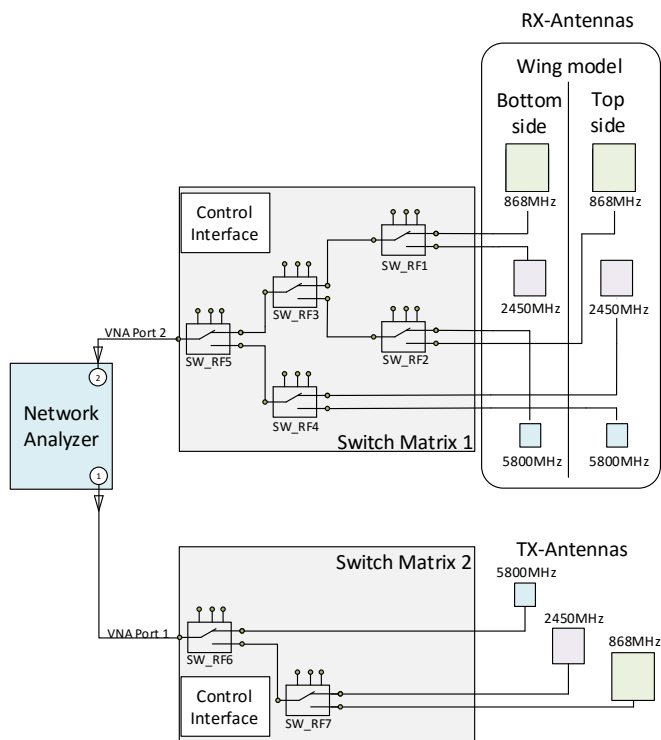 RX-Antennas
Wing model
Bottom
side
Top
side
868MHz
868MHz
Control
Interface
SW_RF1
2450MHz
2450MHz
SW_RF3
VNA Port 2
SW_RF5
SW_RF2
2
Network
Analyzer
SW_RF4
Switch Matrix 1
5800MHz
5800MHz
1
Switch Matrix 2
TX-Antennas
5800MHz
2450MHz
868MHz
VNA Port 1
SW_RF6
Control
Interface
SW_RF7